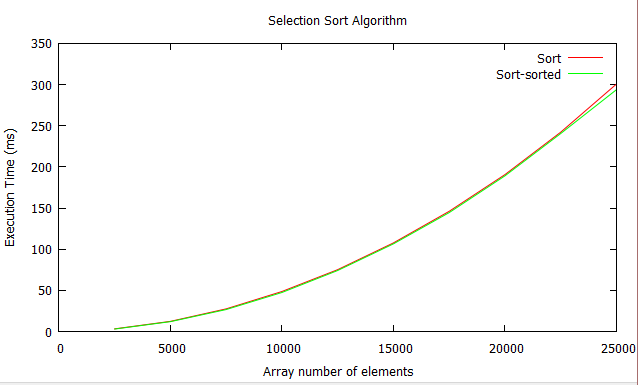 Selection Sort Algorithm
350
300
250
200
150
100
50
0
Execution Time (ms)
Sort
Sort-sorted
0 5000 10000 15000 20000 25000
Array number of elements